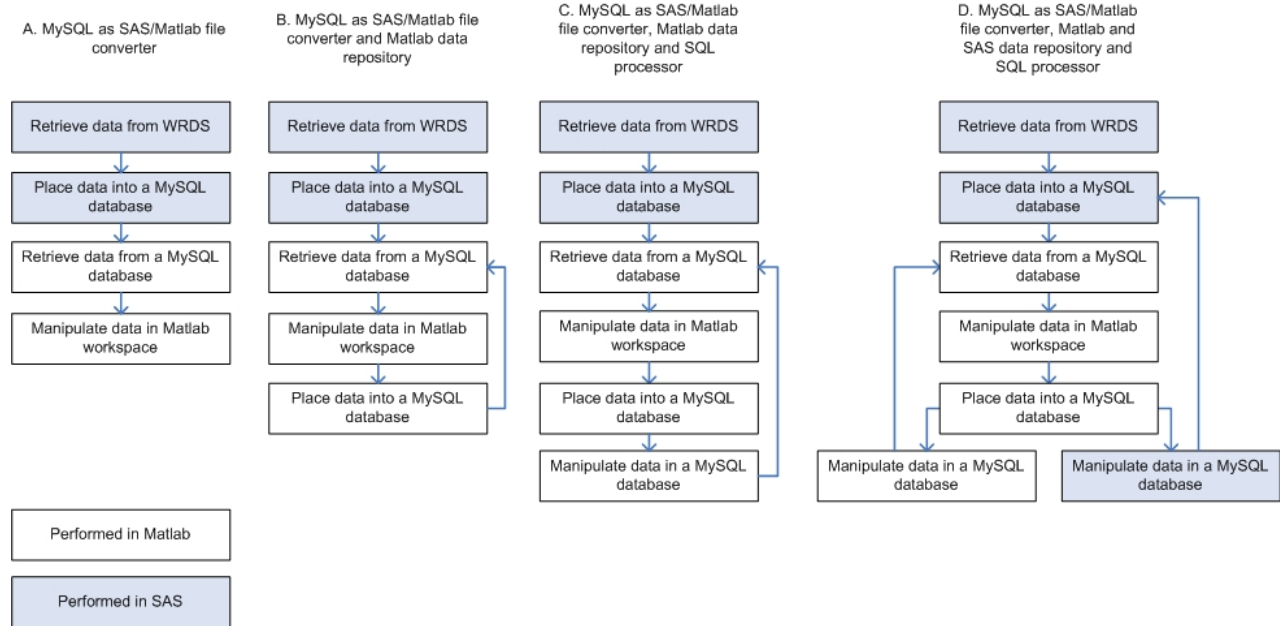 A. MySQL as SAS/Matlab file
converter
Retrieve data from WRDS
Place data into a MySQL
database
Retrieve data from a MySQL
database
Manipulate data in Matlab
workspace
B. MySQL as SAS/Matlab file
converter and Matlab data
repository
Retrieve data from WRDS
Place data into a MySQL
database
Retrieve data from a MySQL
database
Manipulate data in Matlab
workspace
Place data into a MySQL
database
C. MySQL as SAS/Matlab
file converter, Matlab data
repository and SQL
processor
Retrieve data from WRDS
Place data into a MySQL
database
Retrieve data from a MySQL
database
Manipulate data in Matlab
workspace
Place data into a MySQL
database
Manipulate data in a MySQL
database
D. MySQL as SAS/Matlab
file converter, Matlab and
SAS data repository and
SQL processor
Retrieve data from WRDS
Place data into a MySQL
database
Retrieve data from a MySQL
database
Manipulate data in Matlab
workspace
Place data into a MySQL
database
Manipulate data in a MySQL
database
Manipulate data in a MySQL
database
Performed in Matlab
Performed in SAS